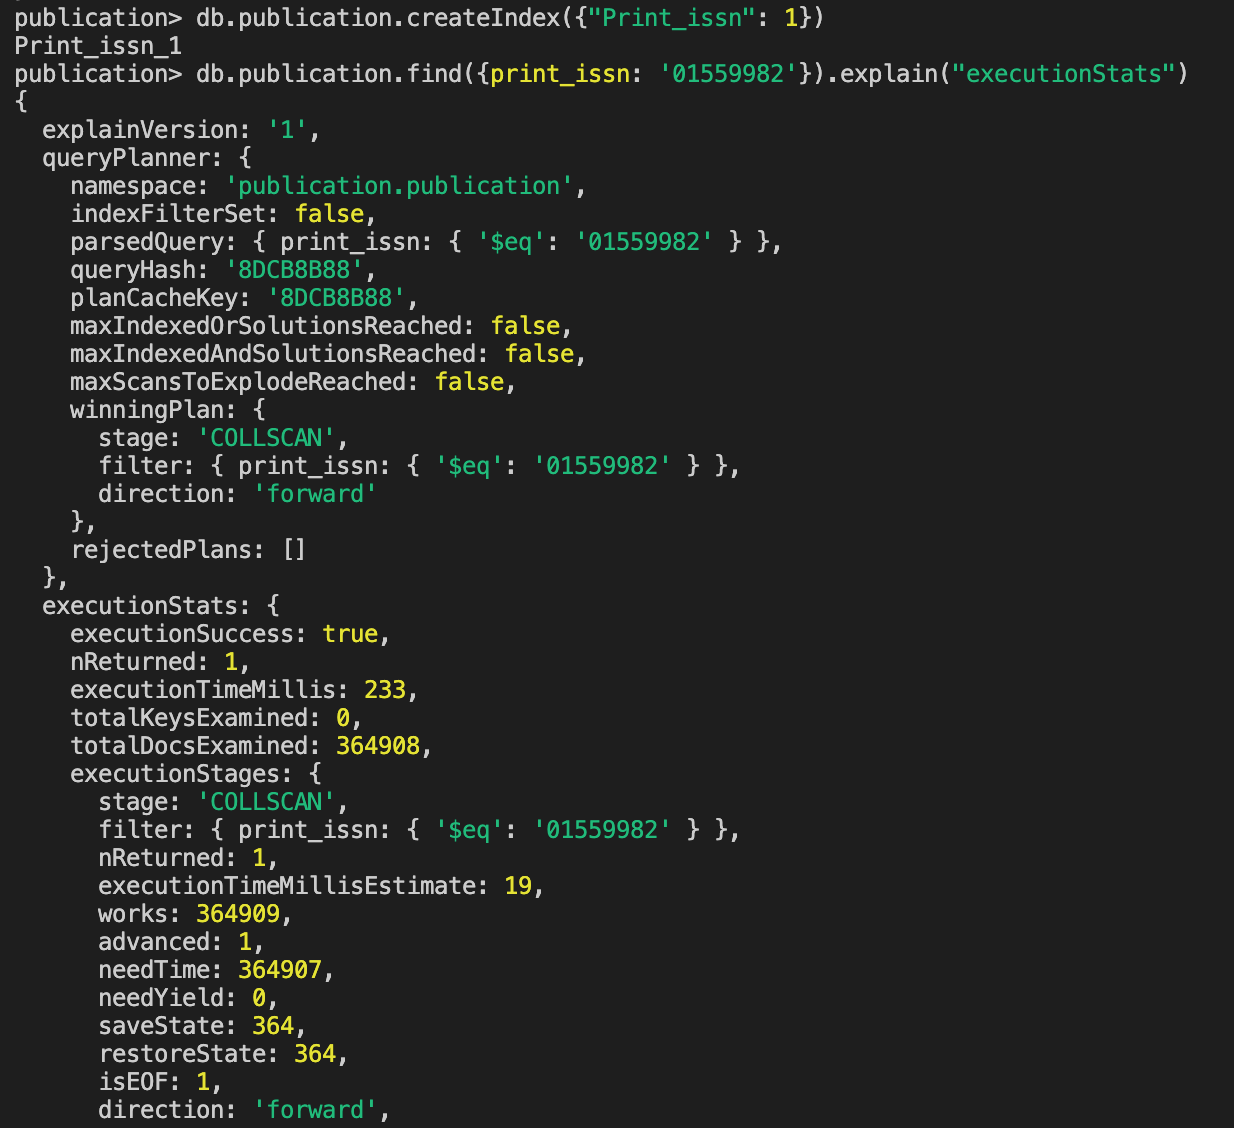 publication> db.publication.createIndex({"Print_issn": 1})
Print_issn_1
publication> db.publication.find({print_issn: '01559982'}).explain("executionStats")
{
  explainVersion: '1',
  queryPlanner: {
    namespace: 'publication.publication',
    indexFilterSet: false,
    parsedQuery: { print_issn: { '$eq': '01559982' } },
    queryHash: '8DCB8B88',
    planCacheKey: '8DCB8B88',
    maxIndexedOrSolutionsReached: false,
    maxIndexedAndSolutionsReached: false,
    maxScansToExplodeReached: false,
    winningPlan: {
      stage: 'COLLSCAN',
      filter: { print_issn: { '$eq': '01559982' } },
      direction: 'forward'
    },
    rejectedPlans: []
  },
  executionStats: {
    executionSuccess: true,
    nReturned: 1,
    executionTimeMillis: 233,
    totalKeysExamined: 0,
    totalDocsExamined: 364908,
    executionStages: {
      stage: 'COLLSCAN',
      filter: { print_issn: { '$eq': '01559982' } },
      nReturned: 1,
      executionTimeMillisEstimate: 19,
      works: 364909,
      advanced: 1,
      needTime: 364907,
      needYield: 0,
      saveState: 364,
      restoreState: 364,
      isEOF: 1,
      direction: 'forward',